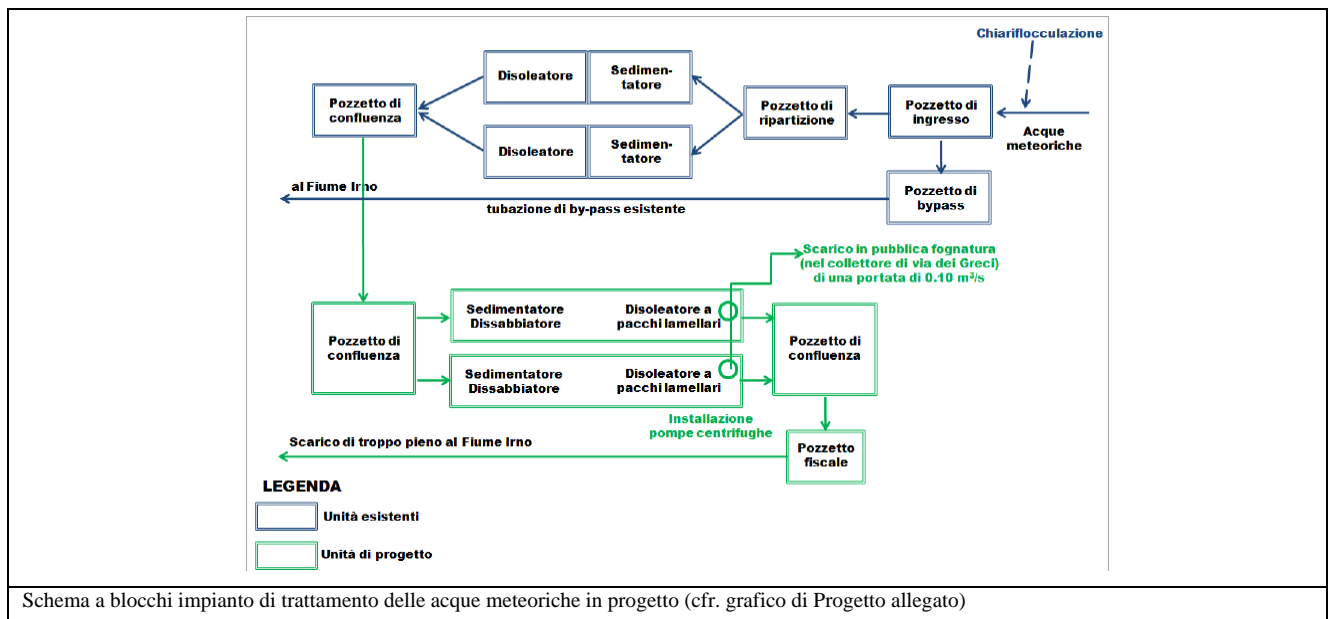 Chiariflocculazione
Disoleatore
Sedimen-
tatore
Pozzetto di
confluenza
Pozzetto di
ripartizione
Pozzetto di
ingresso
Acque
meteoriche
Disoleatore
Sedimen-
tatore
al Fiume Irno
tubazione di by-pass esistente
Pozzetto di
bypass
Scarico in pubblica fognatura
(nel collettore di via dei Greci)
di una portata di 0.10 m³/s
Pozzetto di
confluenza
Sedimentatore
Dissabbiatore
Disoleatore a
pacchi lamellari
Sedimentatore
Dissabbiatore
Disoleatore a
pacchi lamellari
Pozzetto di
confluenza
Installazione
pompe centrifughe
Scarico di troppo pieno al Fiume Irno
Pozzetto
fiscale
LEGENDA
Unità esistenti
Unità di progetto
Schema a blocchi impianto di trattamento delle acque meteoriche in progetto (cfr. grafico di Progetto allegato)